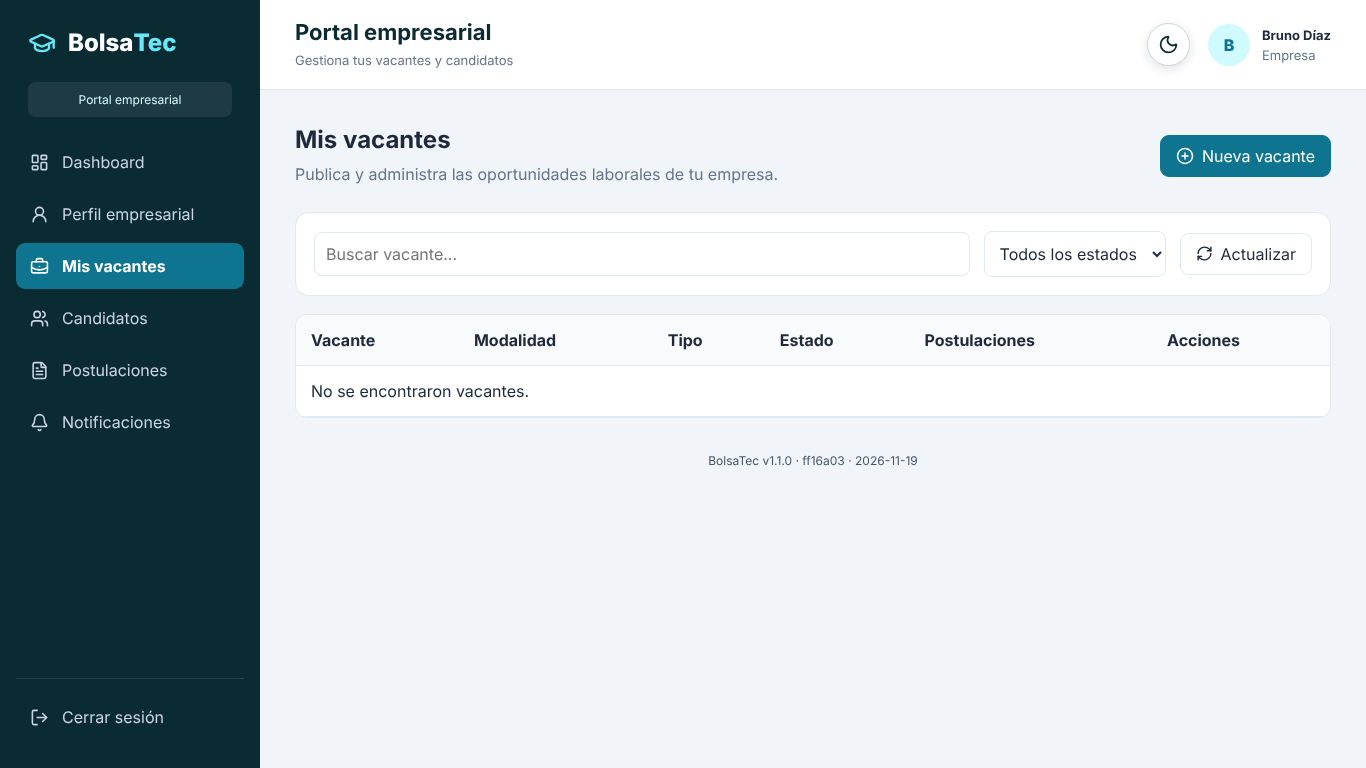 BolsaTec
Portal empresarial
Dashboard
Perfil empresarial
Mis vacantes
Candidatos
Postulaciones
Notificaciones
Cerrar sesión
Portal empresarial
Gestiona tus vacantes y candidatos
B
Bruno Díaz
Empresa
Mis vacantes
Publica y administra las oportunidades laborales de tu empresa.
Nueva vacante
Buscar vacante...
Todos los estados
Actualizar
Vacante Modalidad Tipo Estado Postulaciones Acciones
No se encontraron vacantes.
BolsaTec v1.1.0 · ff16a03 · 2026-11-19